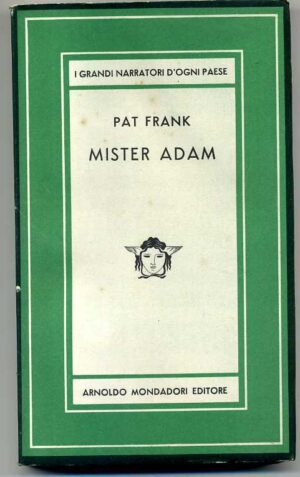 I GRANDI NARRATORI D'OGNI PAESE
PAT FRANK
MISTER ADAM
ARNOLDO MONDADORI EDITORE